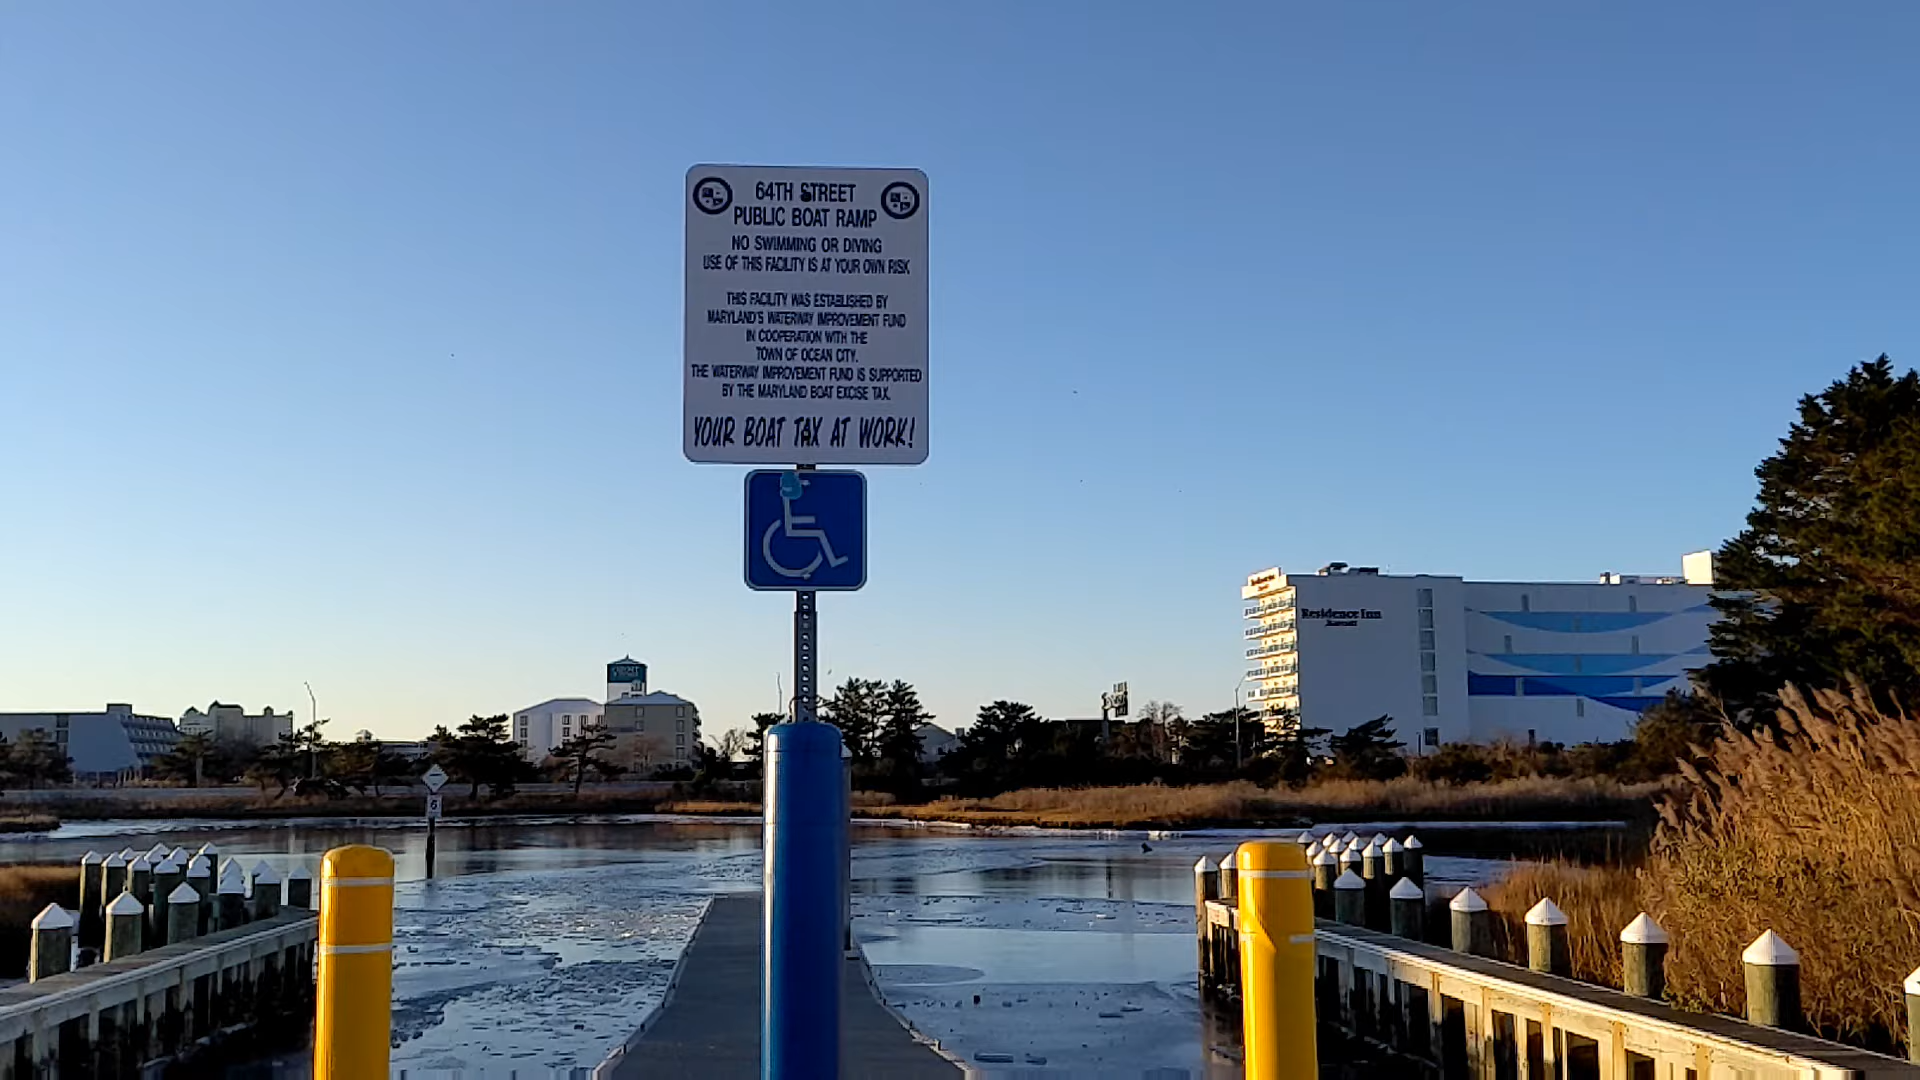 64TH STREET
PUBLIC BOAT RAMP
NO SWIMMING OR DIVING
USE OF THIS FACILITY IS AT YOUR OWN RISK
THIS FACILITY WAS ESTABLISHED BY
MARYLAND'S WATERWAY IMPROVEMENT FUND
IN COOPERATION WITH THE
TOWN OF OCEAN CITY.
THE WATERWAY IMPROVEMENT FUND IS SUPPORTED
BY THE MARYLAND BOAT EXCISE TAX.
YOUR BOAT TAX AT WORK!
Residence Inn
Marriott
6